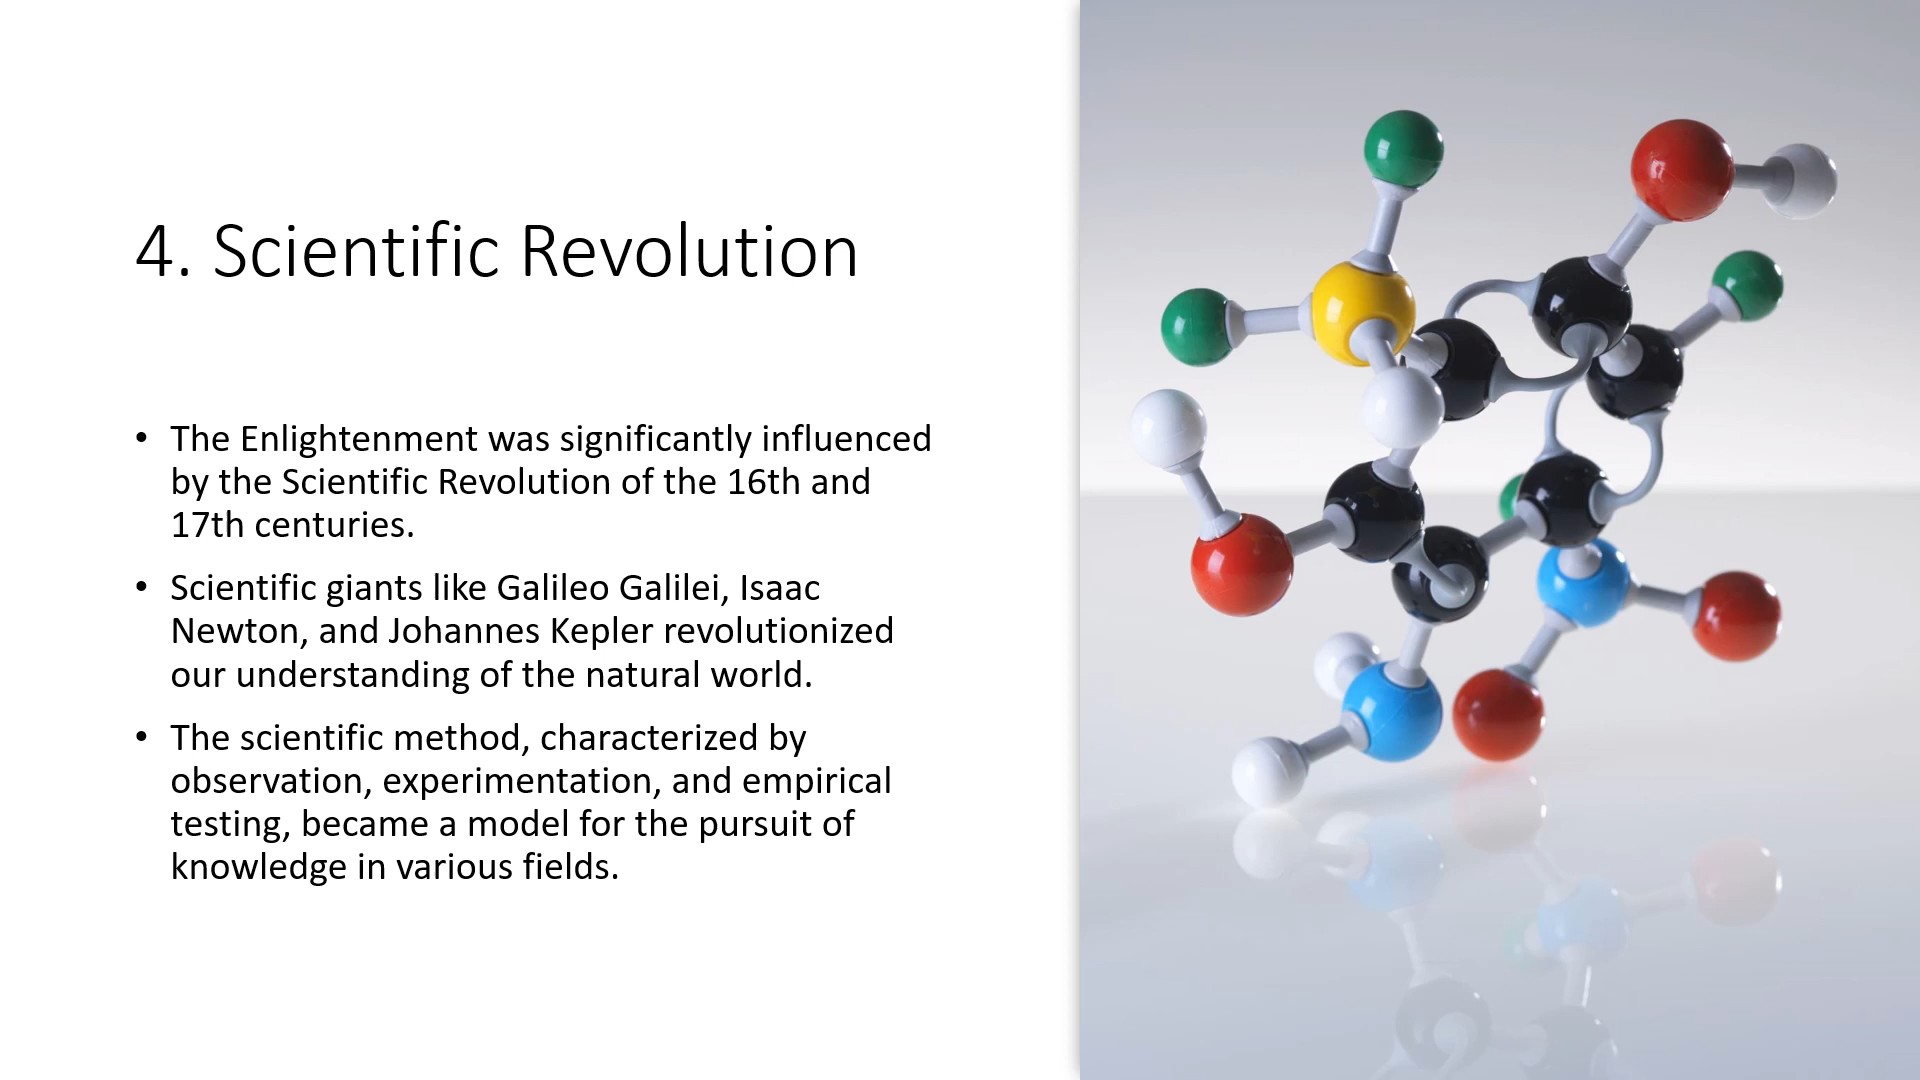 4. Scientific Revolution
• The Enlightenment was significantly influenced
by the Scientific Revolution of the 16th and
17th centuries.
• Scientific giants like Galileo Galilei, Isaac
Newton, and Johannes Kepler revolutionized
our understanding of the natural world.
• The scientific method, characterized by
observation, experimentation, and empirical
testing, became a model for the pursuit of
knowledge in various fields.